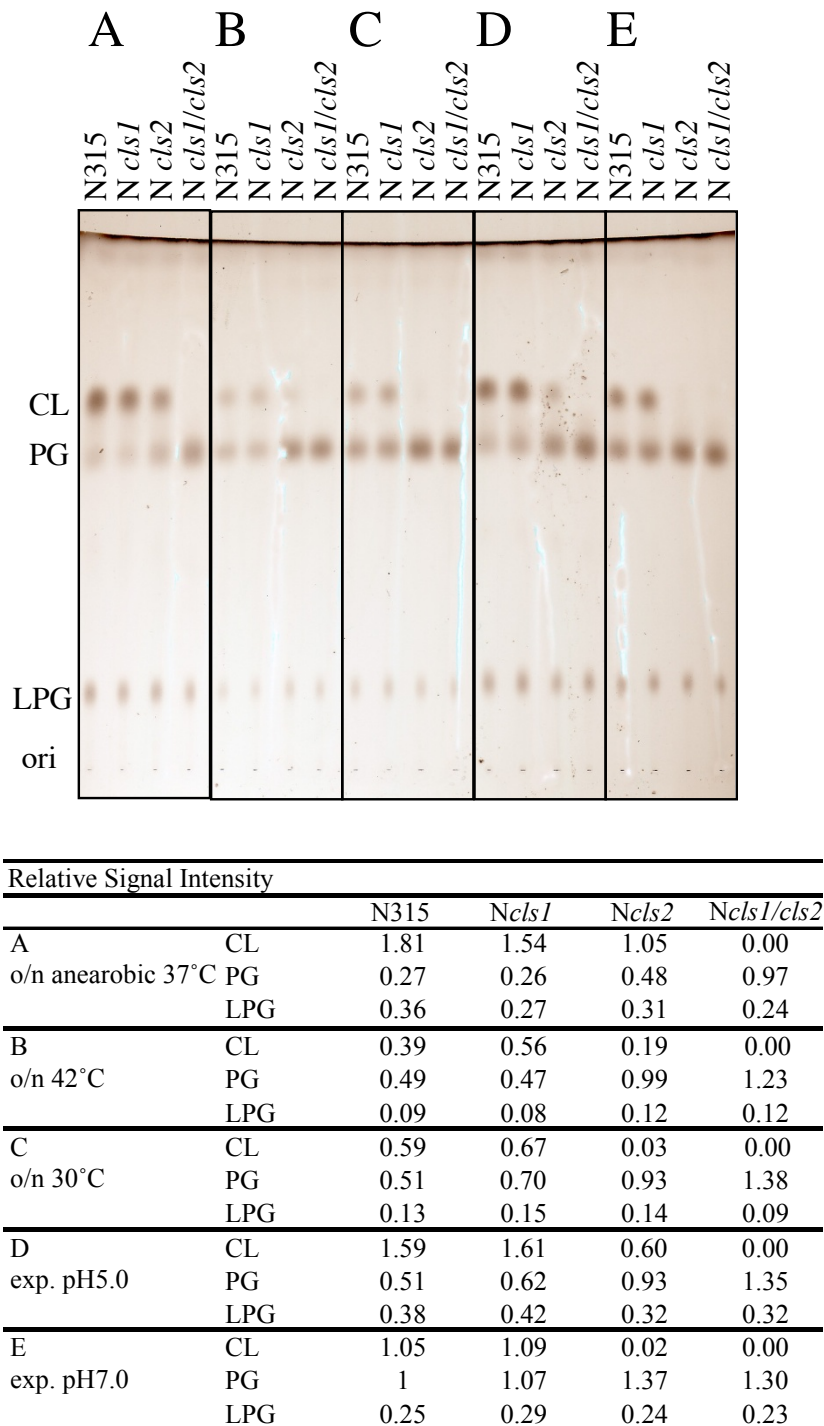 A B C D E
N315 N cls1 N cls2 N cls1/cls2 N315 N cls1 N cls2 N cls1/cls2 N315 N cls1 N cls2 N cls1/cls2 N315 N cls1 N cls2 N cls1/cls2 N315 N cls1 N cls2 N cls1/cls2
CL
PG
LPG
ori
Relative Signal Intensity
N315 Ncls1 Ncls2 Ncls1/cls2
A CL 1.81 1.54 1.05 0.00
o/n anearobic 37˚C PG 0.27 0.26 0.48 0.97
LPG 0.36 0.27 0.31 0.24
B CL 0.39 0.56 0.19 0.00
o/n 42˚C PG 0.49 0.47 0.99 1.23
LPG 0.09 0.08 0.12 0.12
C CL 0.59 0.67 0.03 0.00
o/n 30˚C PG 0.51 0.70 0.93 1.38
LPG 0.13 0.15 0.14 0.09
D CL 1.59 1.61 0.60 0.00
exp. pH5.0 PG 0.51 0.62 0.93 1.35
LPG 0.38 0.42 0.32 0.32
E CL 1.05 1.09 0.02 0.00
exp. pH7.0 PG 1 1.07 1.37 1.30
LPG 0.25 0.29 0.24 0.23